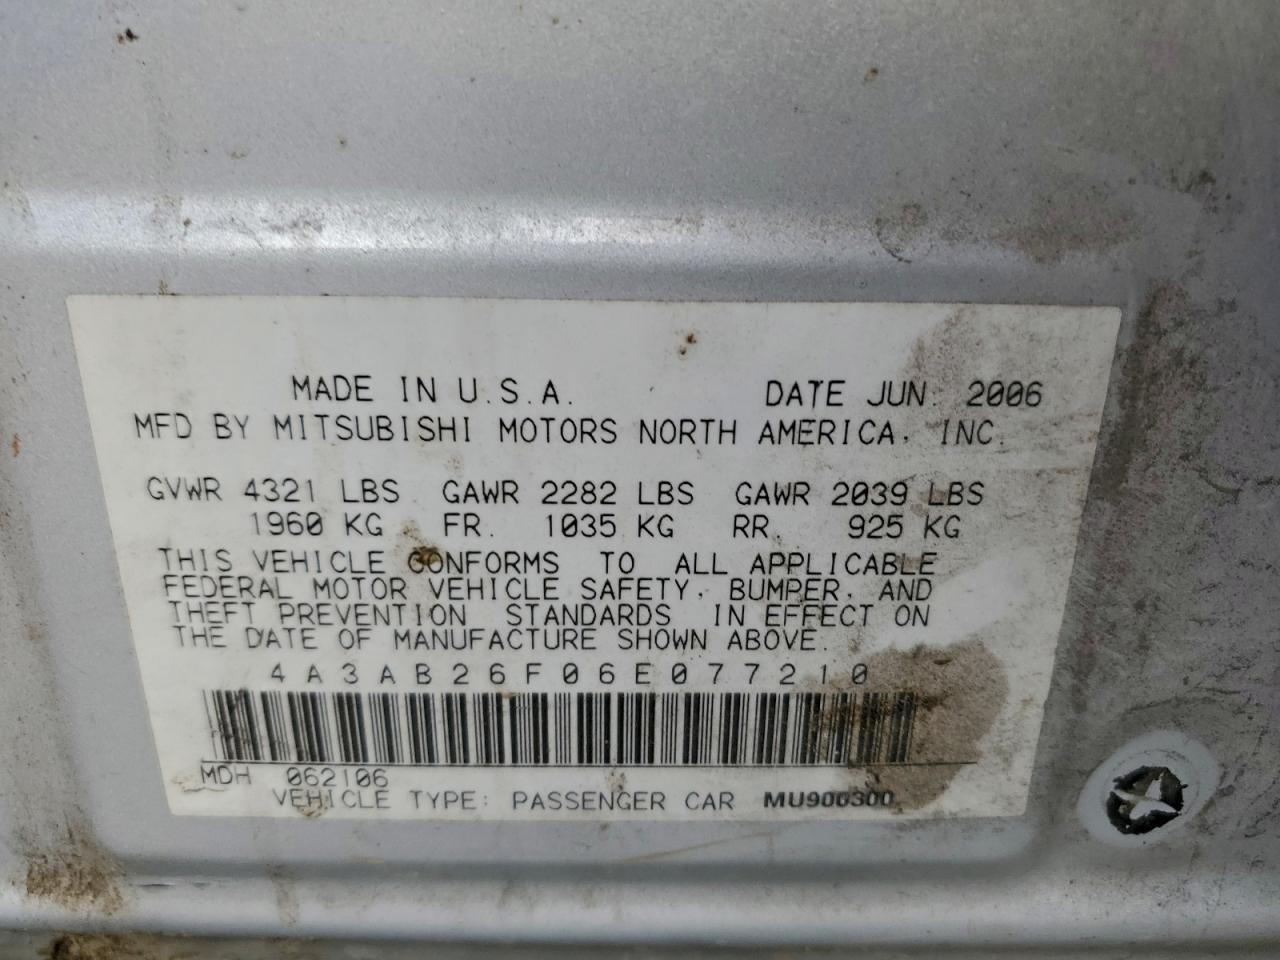 MADE IN U.S.A. DATE JUN. 2006
MFD BY MITSUBISHI MOTORS NORTH AMERICA, INC.
GVWR 4321 LBS GAWR 2282 LBS GAWR 2039 LBS
1960 KG FR. 1035 KG RR. 925 KG
THIS VEHICLE CONFORMS TO ALL APPLICABLE
FEDERAL MOTOR VEHICLE SAFETY, BUMPER, AND
THEFT PREVENTION STANDARDS IN EFFECT ON
THE DATE OF MANUFACTURE SHOWN ABOVE.
4A3AB26F06E077210
MDH 062106
VEHICLE TYPE: PASSENGER CAR MU900300